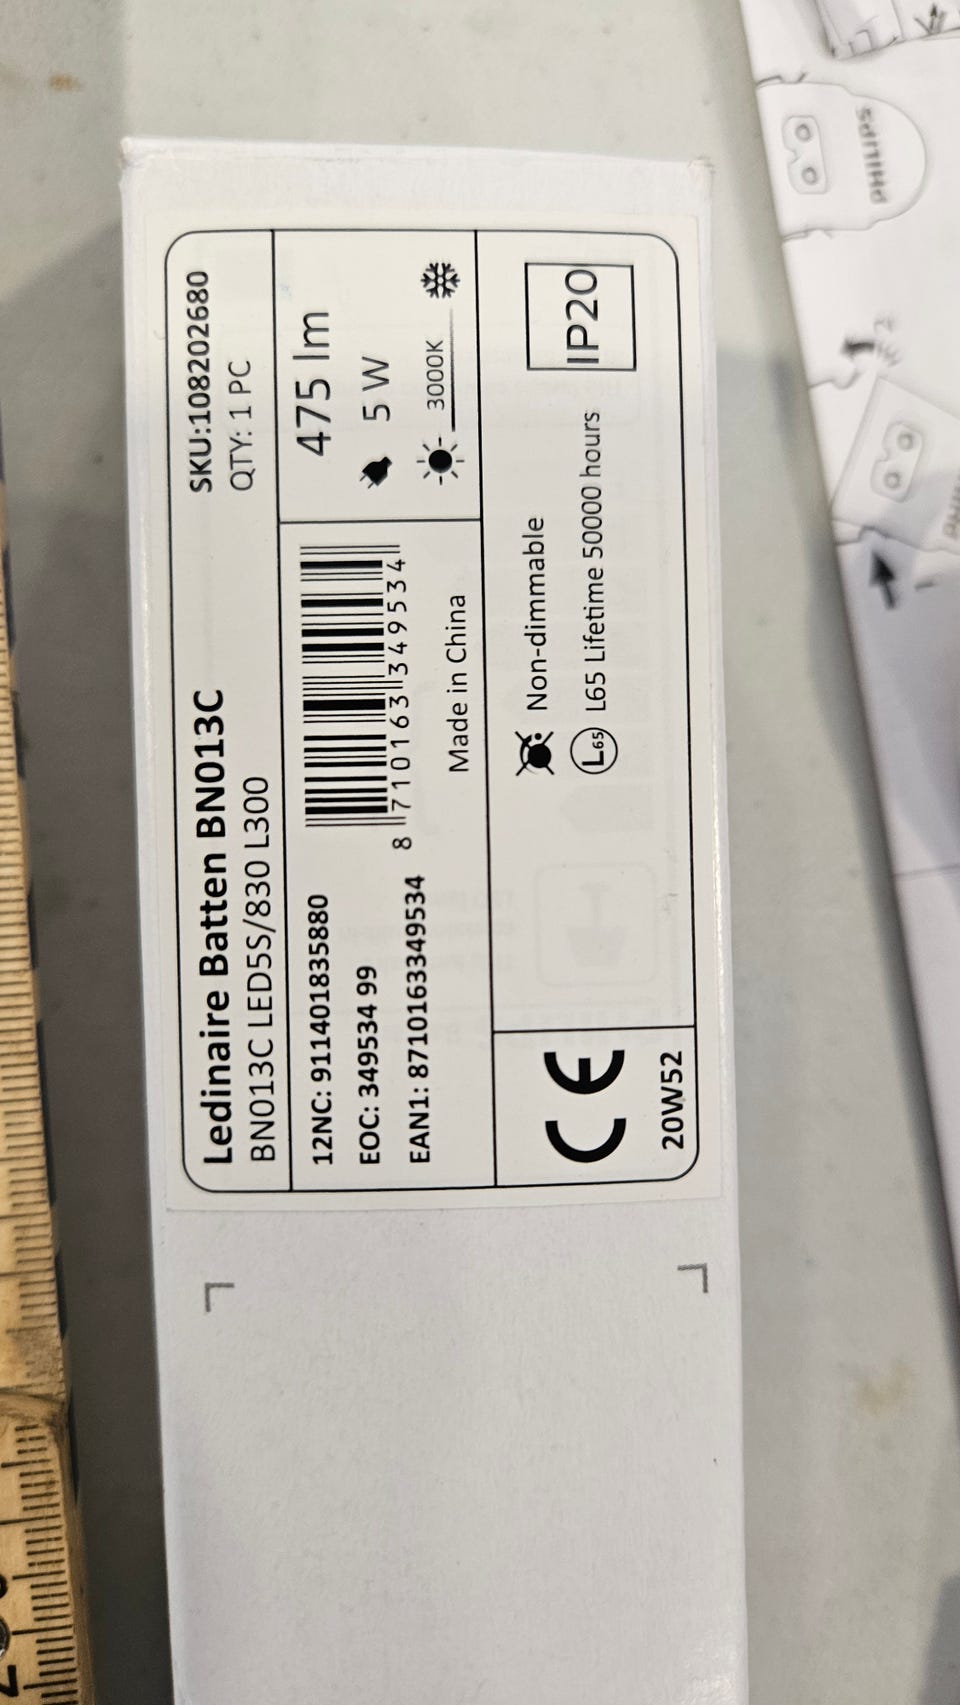 Ledinaire Batten BN013C
BN013C LED5S/830 L300
SKU:108202680
QTY: 1 PC
12NC: 911401835880
EOC: 349534 99
EAN1: 8710163349534
8 710163 349534
Made in China
475 lm
5 W
3000K
CE
20W52
Non-dimmable
L65 L65 Lifetime 50000 hours
IP20
PHILIPS